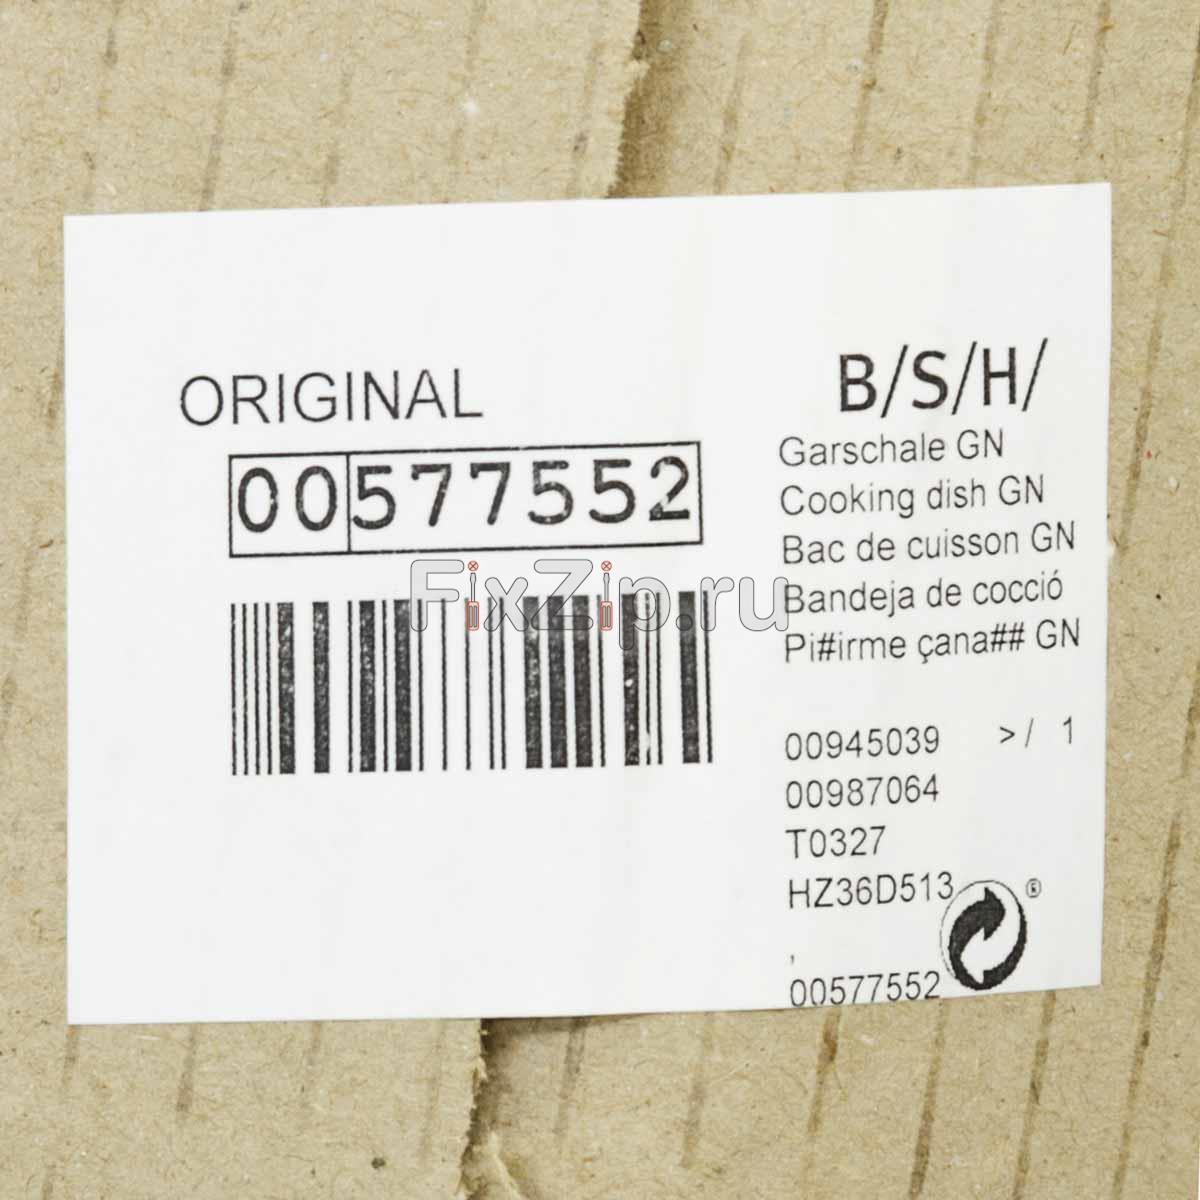 ORIGINAL
00577552
B/S/H/
Garschale GN
Cooking dish GN
Bac de cuisson GN
Bandeja de cocció
Pi#irme çana## GN
00945039 >/ 1
00987064
T0327
HZ36D513
,
00577552
®
FixZip.ru